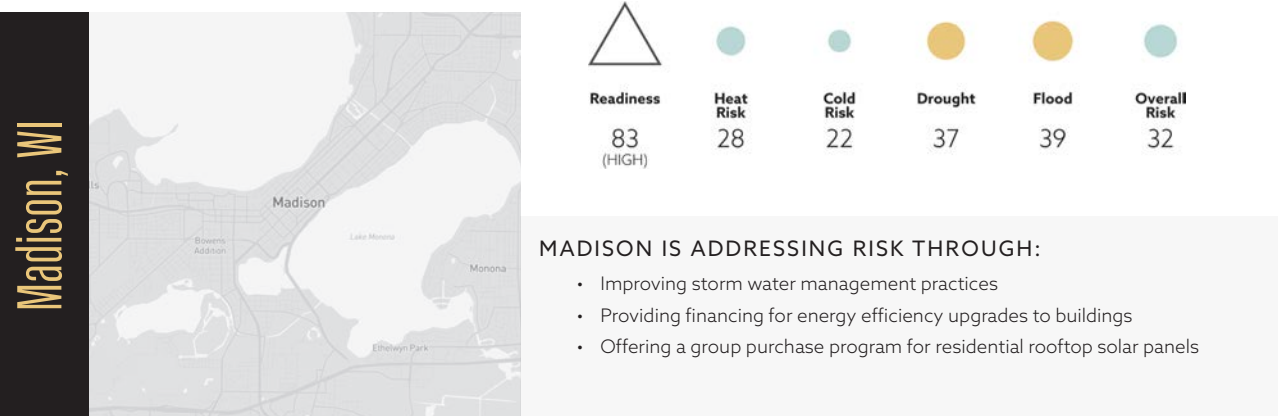 Madison, WI
lls
Madison
Bowens
Addition
Lake Monona
Monona
Ethelwyn Park
Readiness
83
(HIGH)
Heat
Risk
28
Cold
Risk
22
Drought
37
Flood
39
Overall
Risk
32
MADISON IS ADDRESSING RISK THROUGH:
• Improving storm water management practices
• Providing financing for energy efficiency upgrades to buildings
• Offering a group purchase program for residential rooftop solar panels